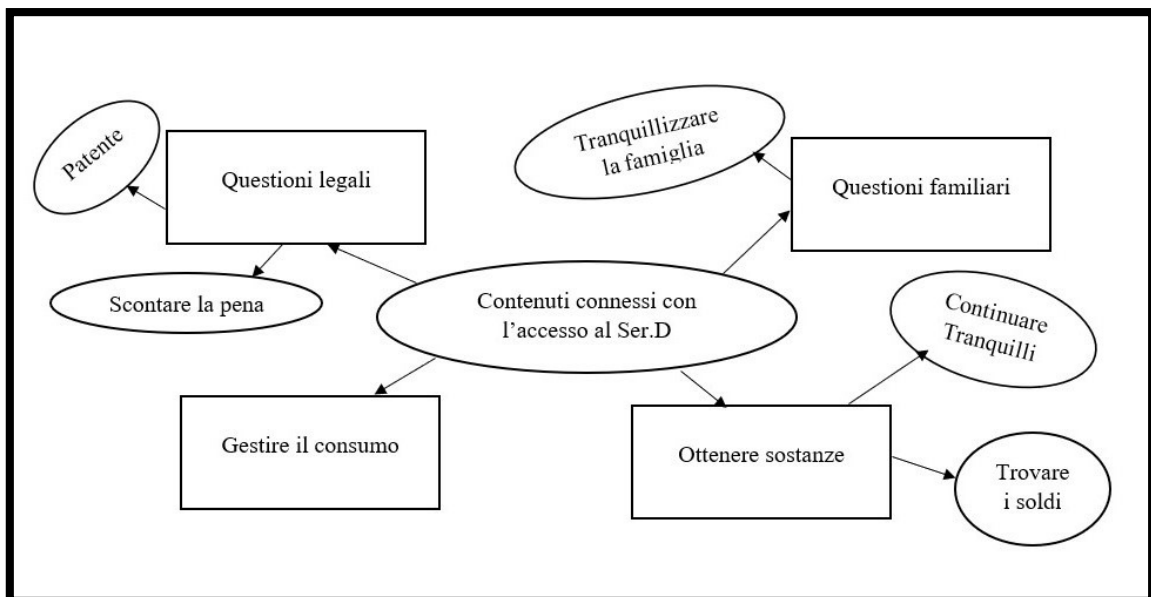 Patente
Questioni legali
Scontare la pena
Tranquillizzare
la famiglia
Questioni familiari
Contenuti connessi con
l’accesso al Ser.D
Continuare
Tranquilli
Gestire il consumo
Ottenere sostanze
Trovare
i soldi